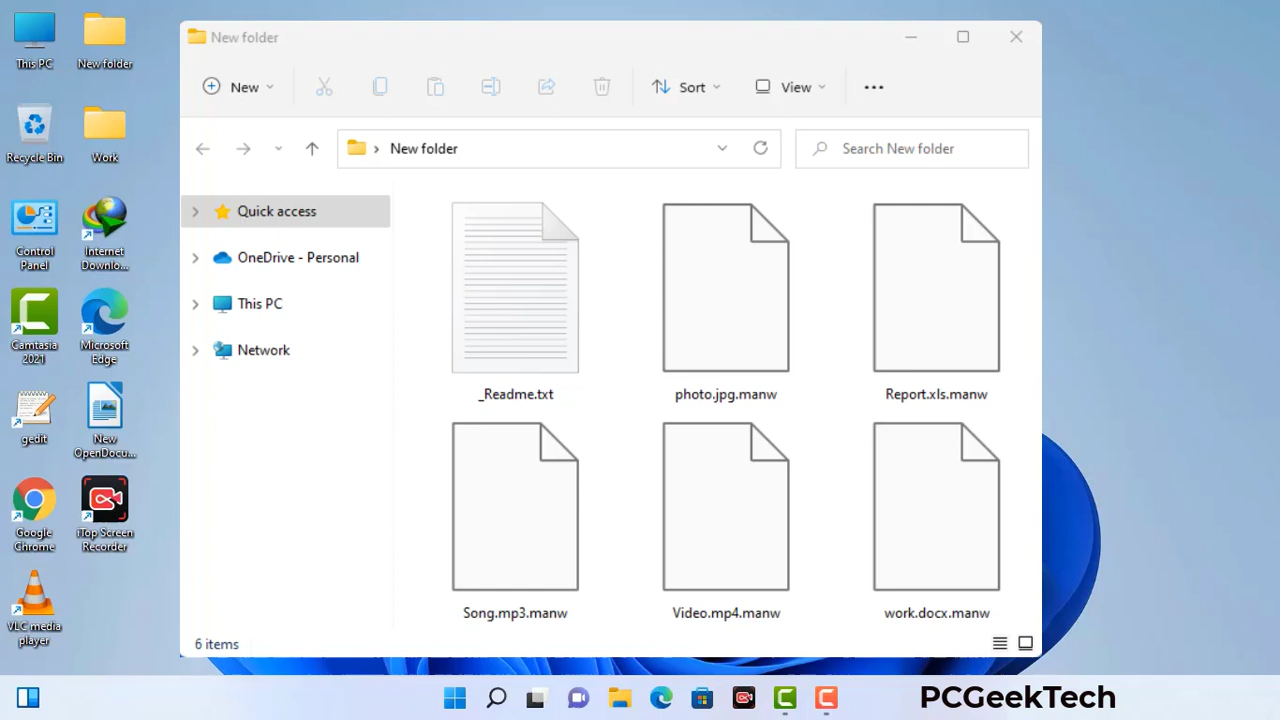 This PC
New folder
Recycle Bin
Work
Control
Panel
Internet
Downlo...
Camtasia
2021
Microsoft
Edge
gedit
New
OpenDocu...
Google
Chrome
iTop Screen
Recorder
VLC media
player
New folder
New
Sort
View
New folder
Search New folder
Quick access
OneDrive - Personal
This PC
Network
_Readme.txt
photo.jpg.manw
Report.xls.manw
Song.mp3.manw
Video.mp4.manw
work.docx.manw
6 items
PCGeekTech